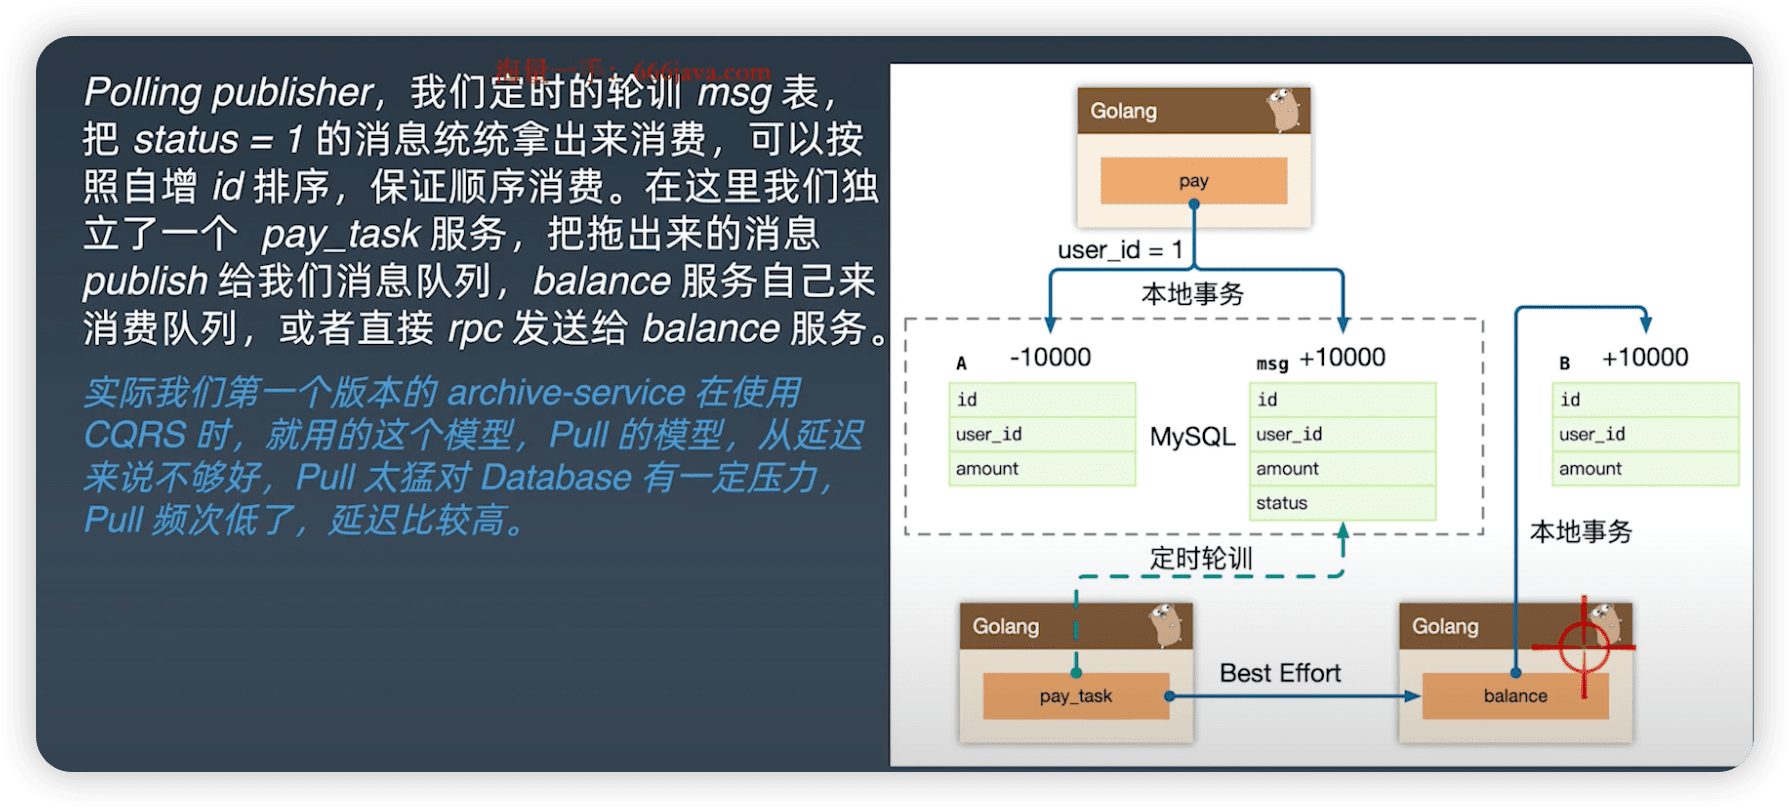 Polling publisher，我们定时的轮训 msg 表，
把 status = 1 的消息统统拿出来消费，可以按
照自增 id 排序，保证顺序消费。在这里我们独
立了一个 pay_task 服务，把拖出来的消息
publish 给我们消息队列，balance 服务自己来
消费队列，或者直接 rpc 发送给 balance 服务。
实际我们第一个版本的 archive-service 在使用
CQRS 时，就用的这个模型，Pull 的模型，从延迟
来说不够好，Pull 太猛对 Database 有一定压力，
Pull 频次低了，延迟比较高。
海量一手：666java.com
Golang
pay
user_id = 1
本地事务
A -10000
id
user_id
amount
MySQL
msg +10000
id
user_id
amount
status
B +10000
id
user_id
amount
本地事务
定时轮训
Golang
pay_task
Best Effort
Golang
balance